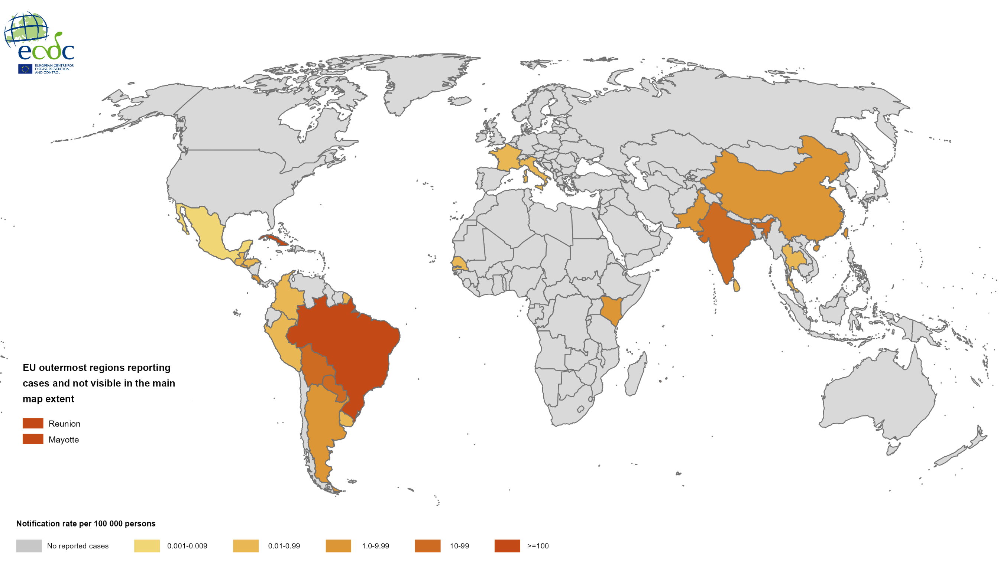 ecdc
EUROPEAN CENTRE FOR
DISEASE PREVENTION
AND CONTROL
EU outermost regions reporting
cases and not visible in the main
map extent
Reunion
Mayotte
Notification rate per 100 000 persons
No reported cases
0.001-0.009
0.01-0.99
1.0-9.99
10-99
>=100